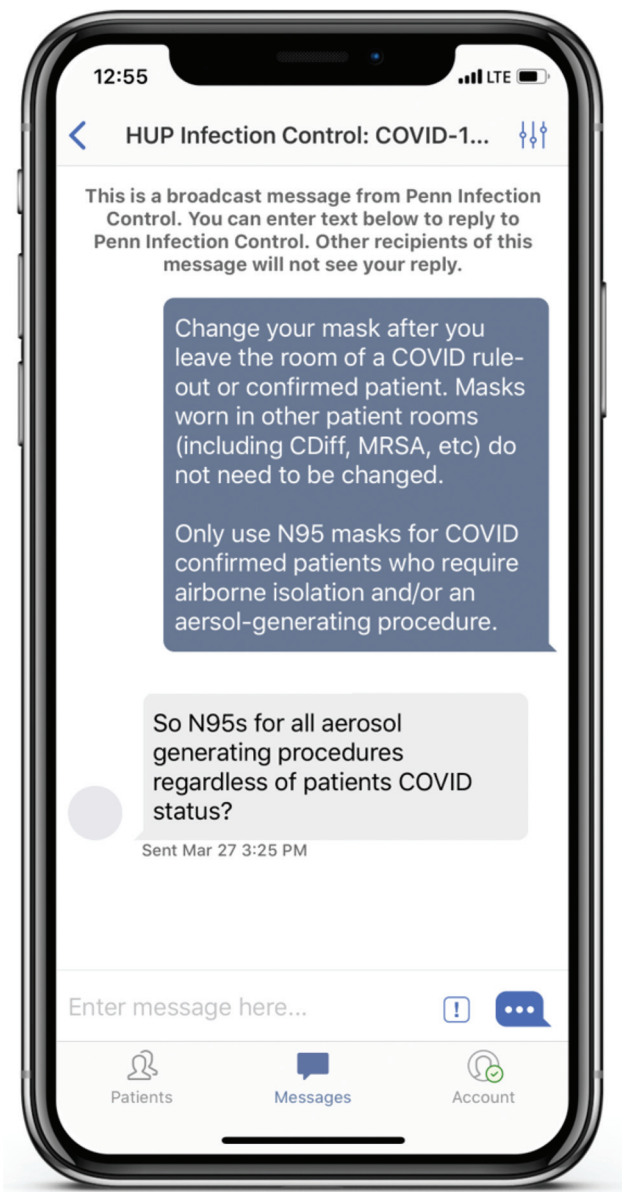 12:55
LTE
HUP Infection Control: COVID-1...
This is a broadcast message from Penn Infection
Control. You can enter text below to reply to
Penn Infection Control. Other recipients of this
message will not see your reply.
Change your mask after you
leave the room of a COVID rule-
out or confirmed patient. Masks
worn in other patient rooms
(including CDiff, MRSA, etc) do
not need to be changed.
Only use N95 masks for COVID
confirmed patients who require
airborne isolation and/or an
aersol-generating procedure.
So N95s for all aerosol
generating procedures
regardless of patients COVID
status?
Sent Mar 27 3:25 PM
Enter message here...
Patients
Messages
Account